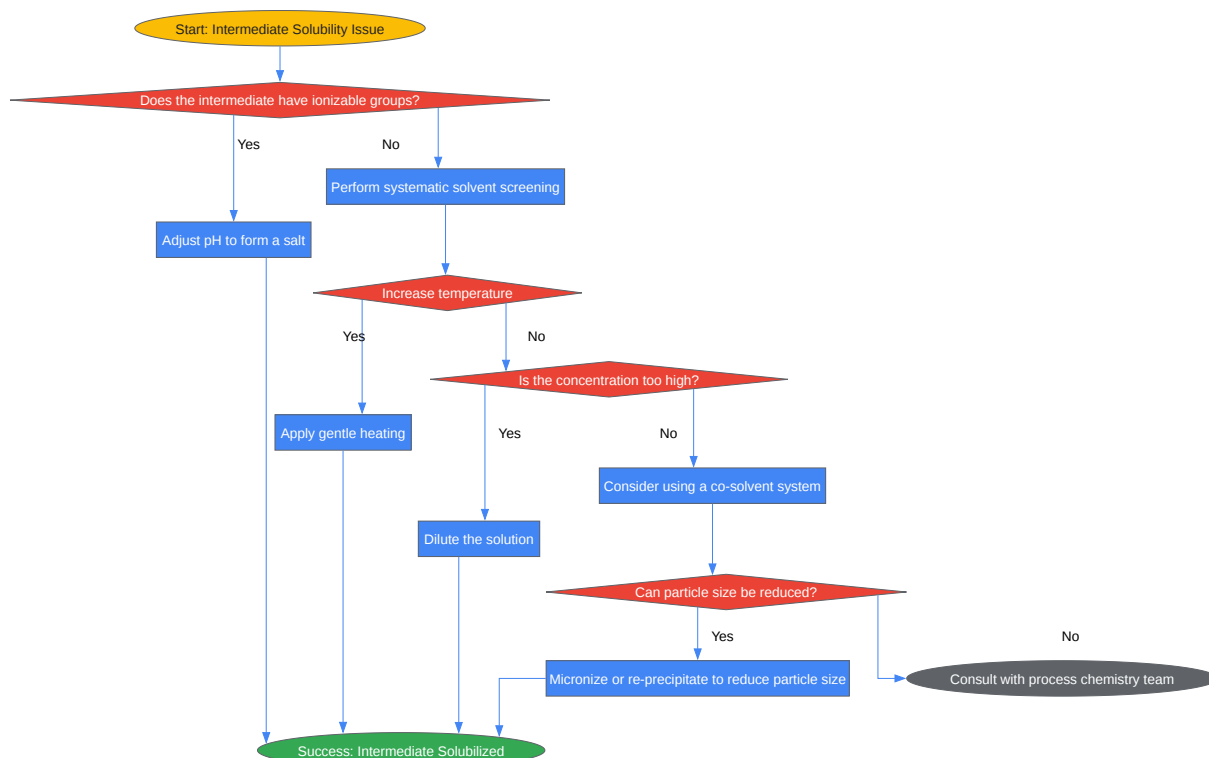 Start: Intermediate Solubility Issue
Does the intermediate have ionizable groups?
Yes
No
Perform systematic solvent screening
Adjust pH to form a salt
Increase temperature
Yes
No
Is the concentration too high?
Apply gentle heating
Yes
No
Consider using a co-solvent system
Dilute the solution
Can particle size be reduced?
Yes
No
Micronize or re-precipitate to reduce particle size
Consult with process chemistry team
Success: Intermediate Solubilized